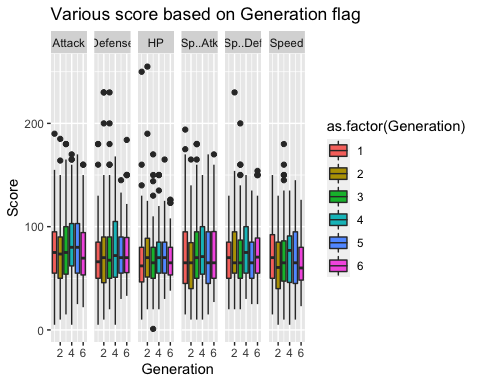 Various score based on Generation flag
Attack Defense HP Sp..Atk Sp..Def Speed
200
100
0
Score
2 4 6 2 4 6 2 4 6 2 4 6 2 4 6 2 4 6
Generation
as.factor(Generation)
1
2
3
4
5
6